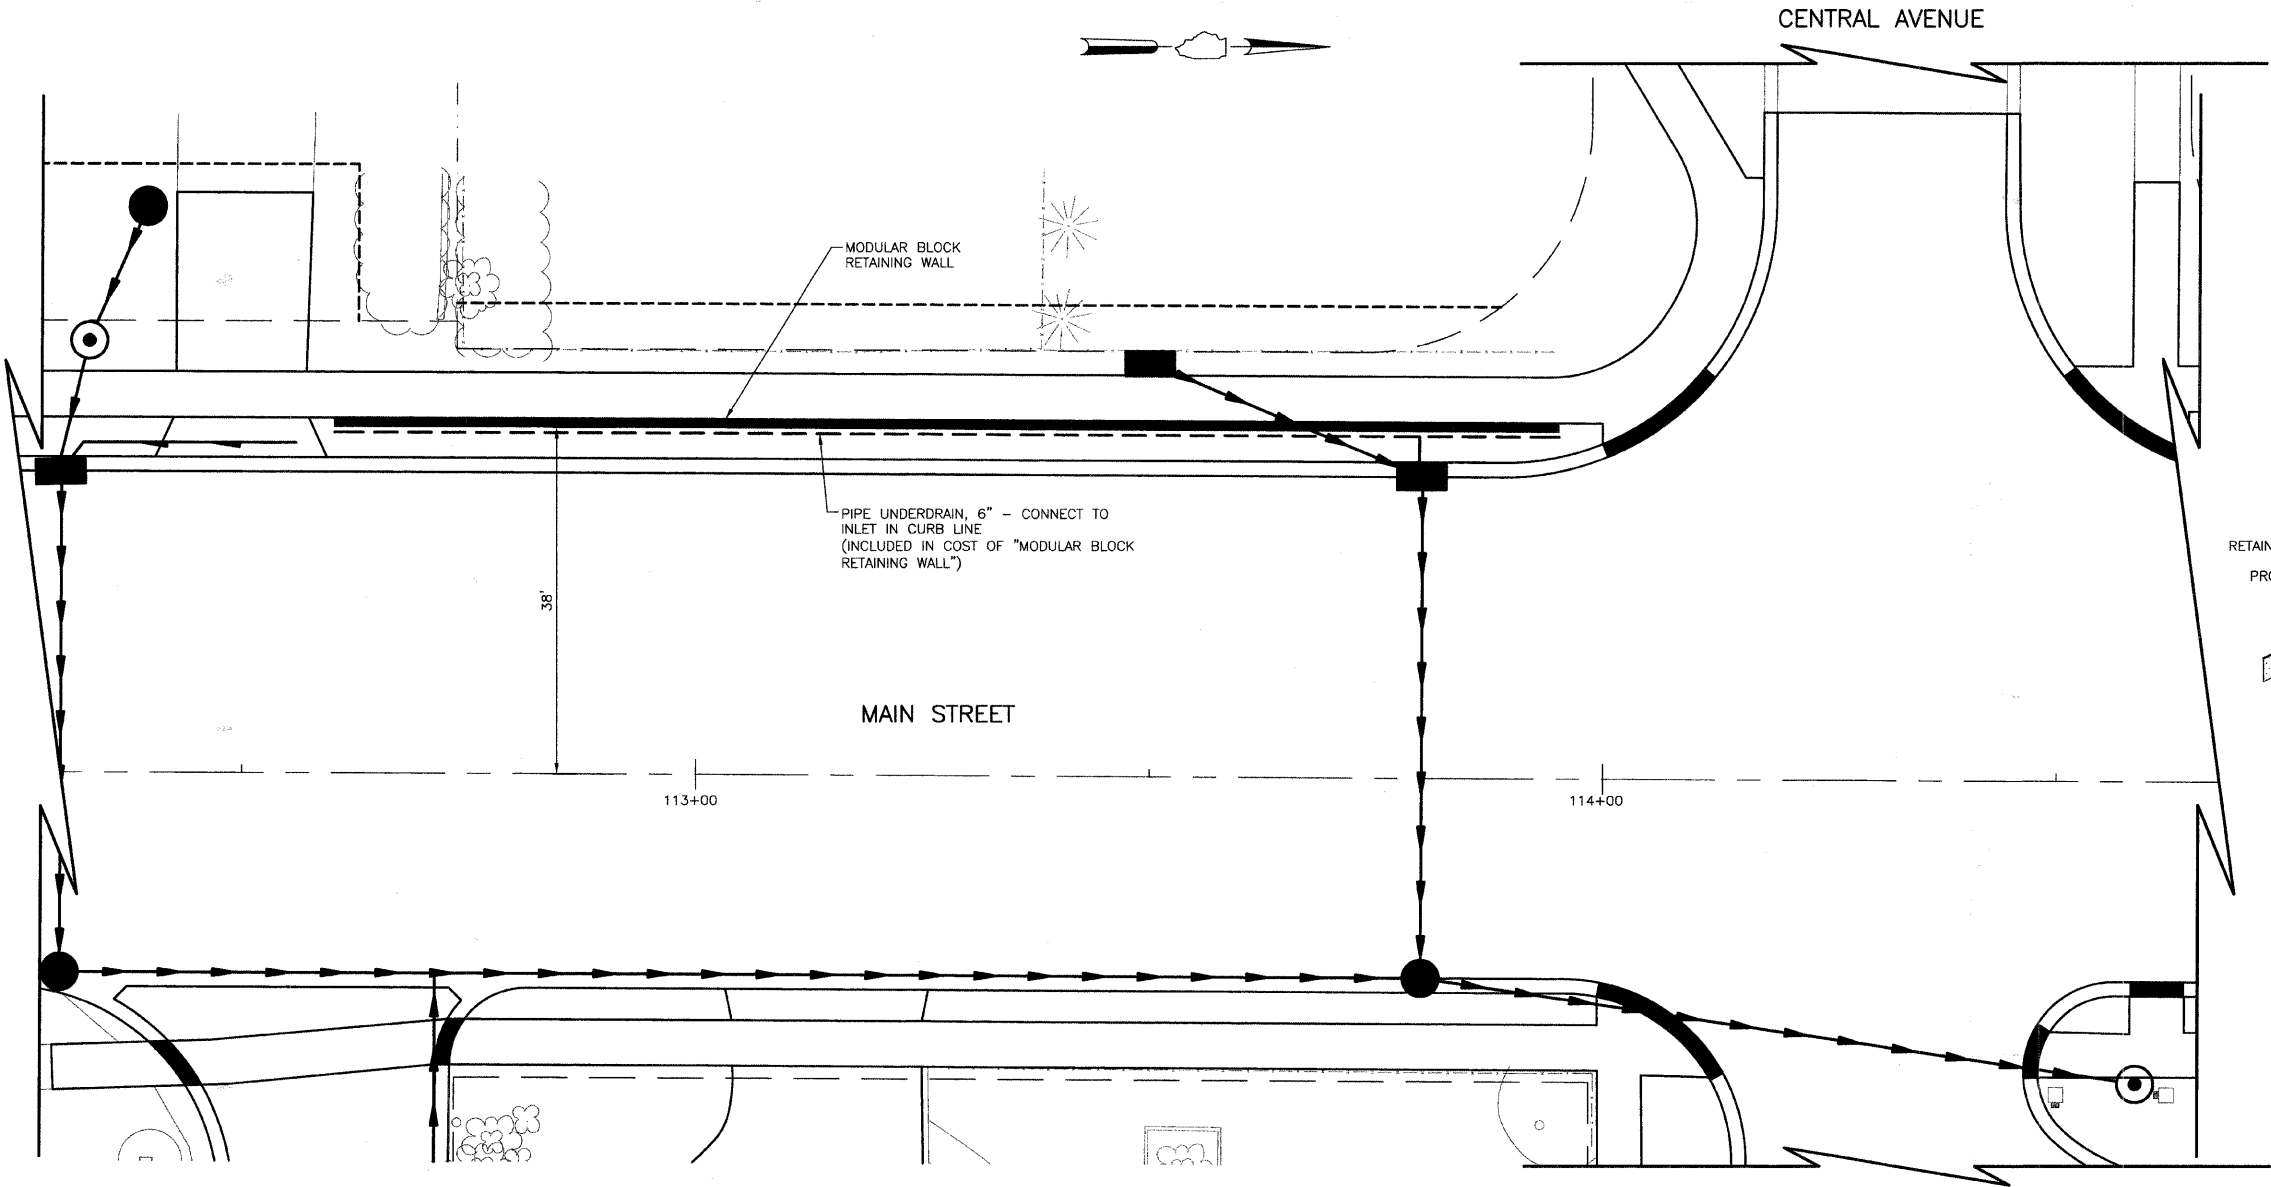 CENTRAL AVENUE
MODULAR BLOCK
RETAINING WALL
PIPE UNDERDRAIN, 6" - CONNECT TO
INLET IN CURB LINE
(INCLUDED IN COST OF "MODULAR BLOCK
RETAINING WALL")
RETAIN
PRO
38'
MAIN STREET
113+00
114+00